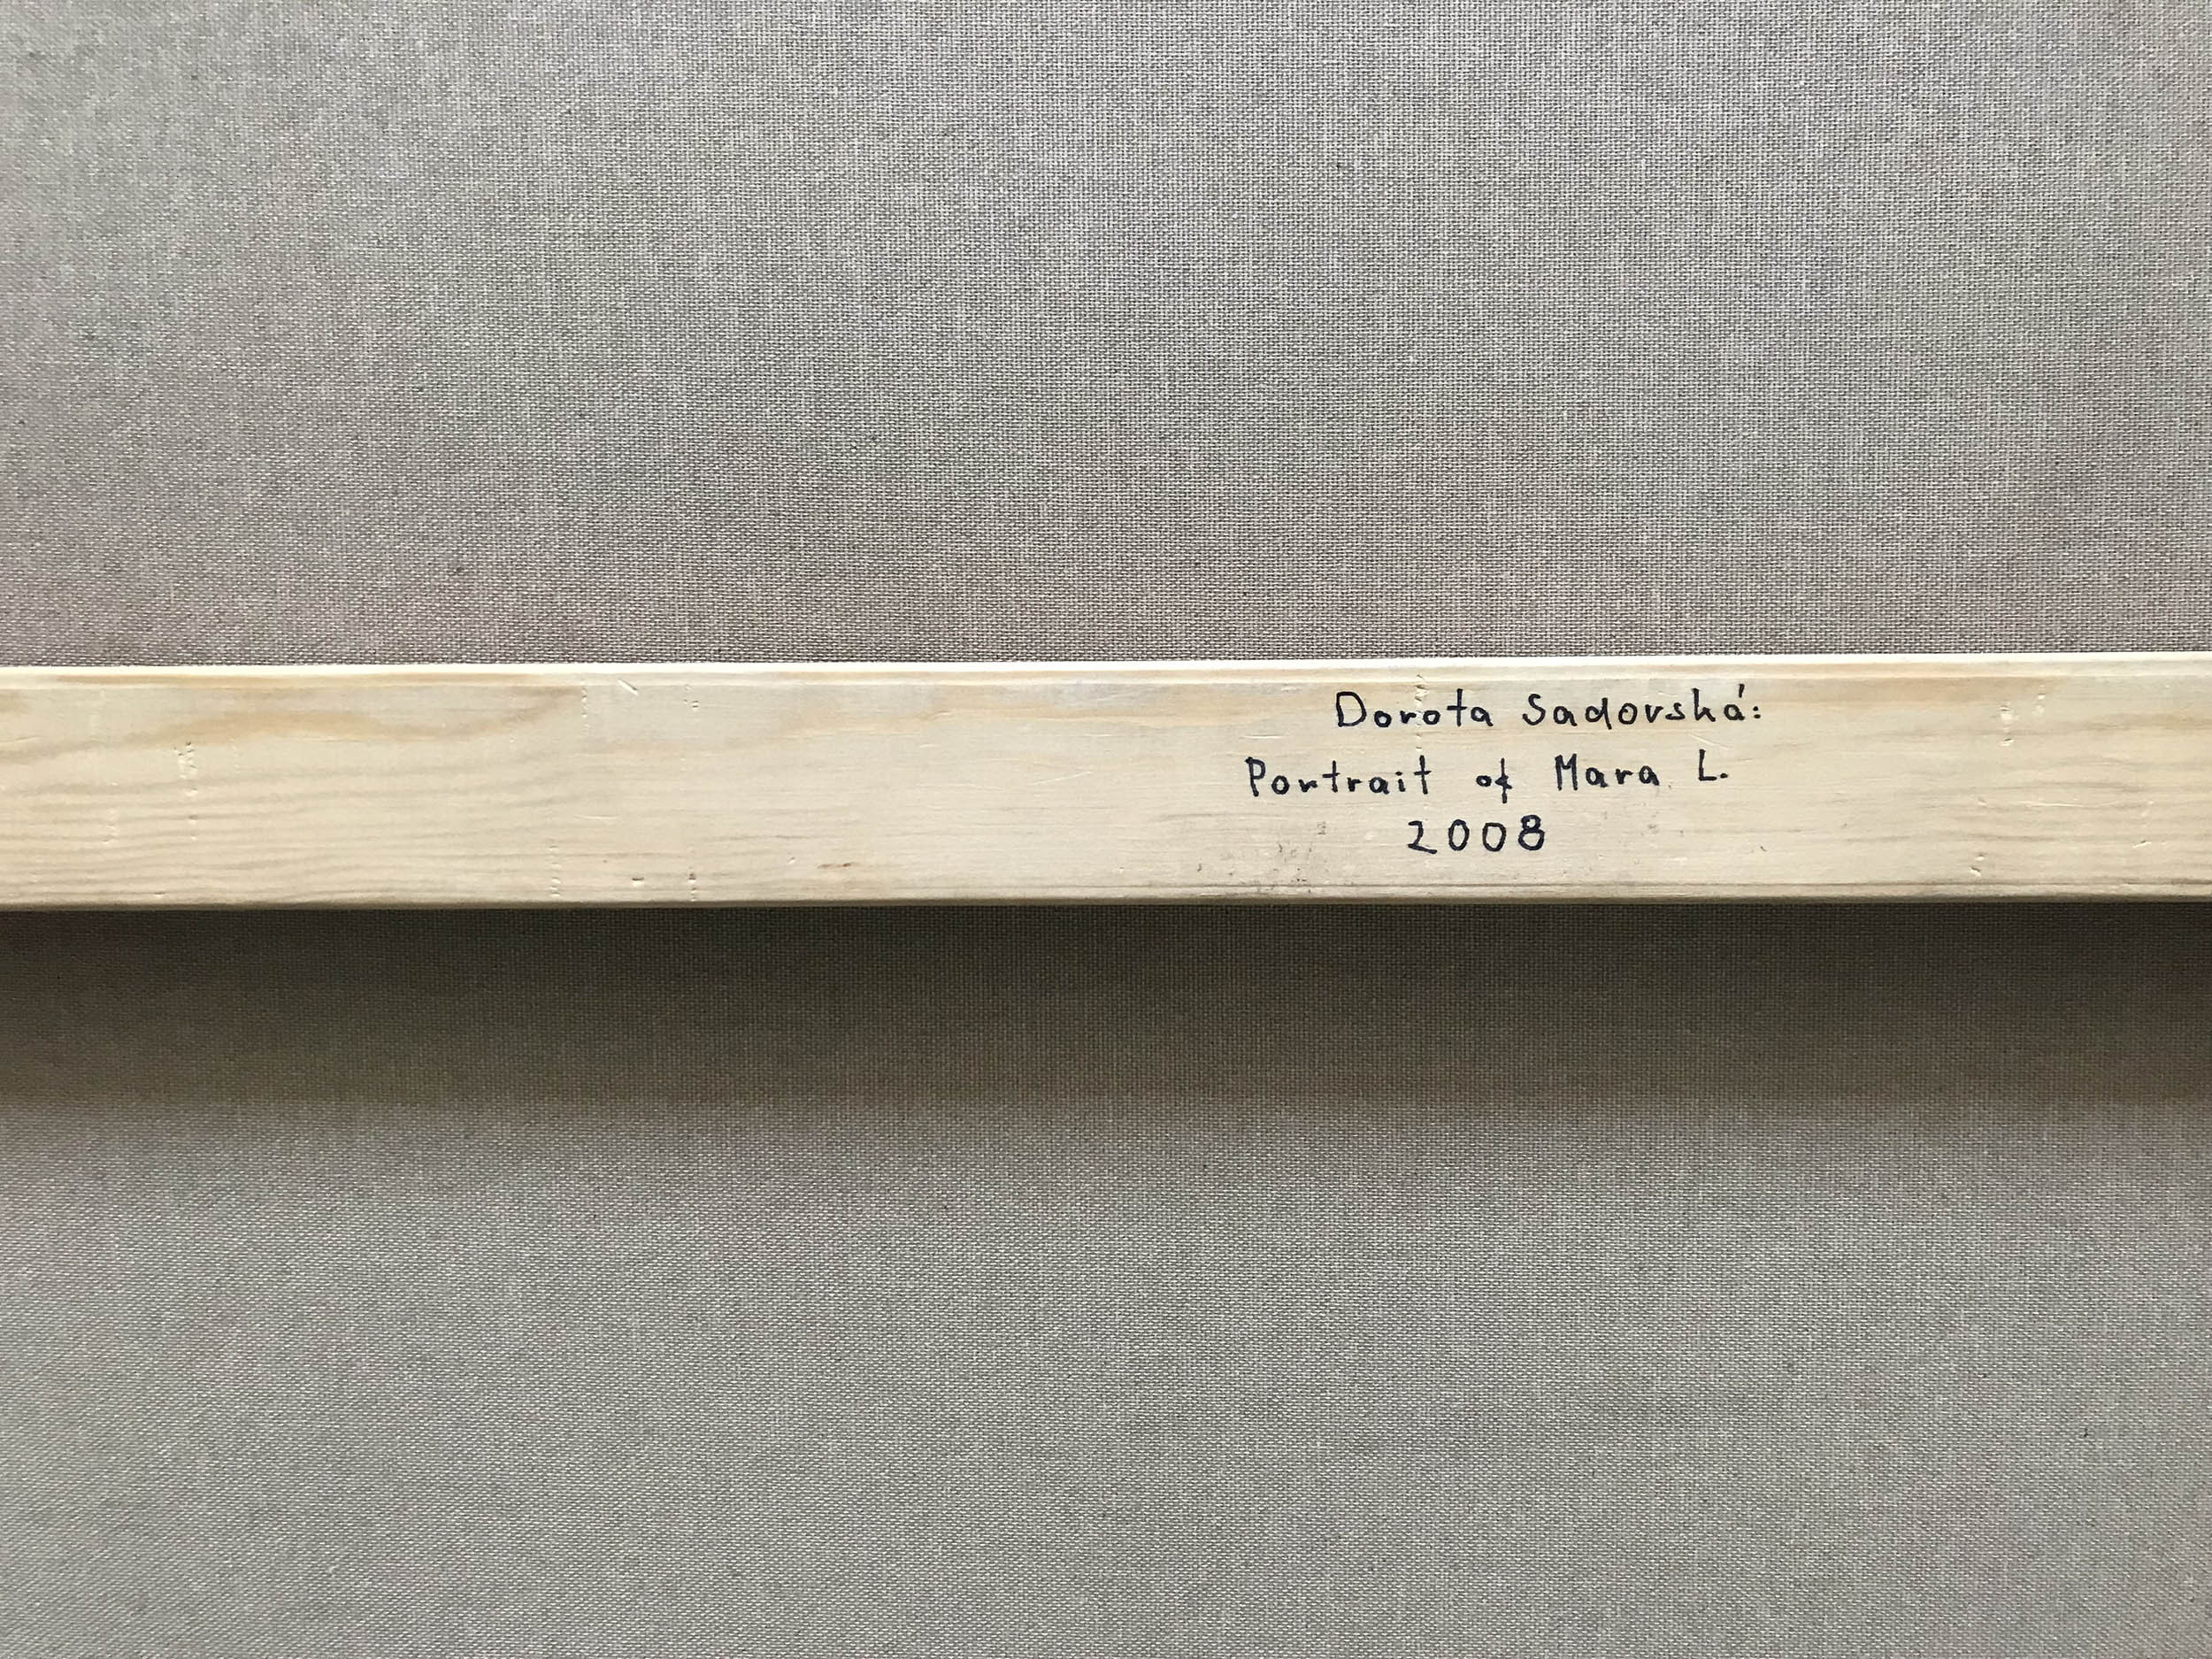 Dorota Sadovská:
Portrait of Mara L.
2008